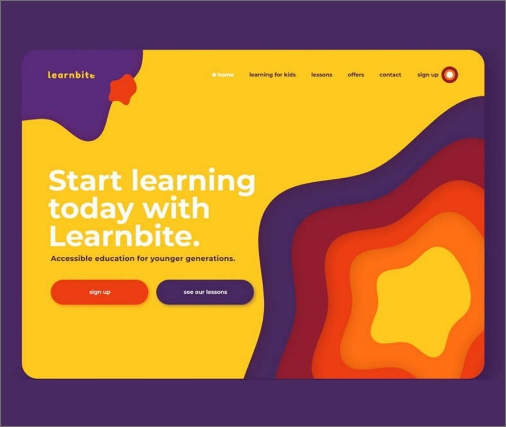 learnbite
home learning for kids lessons offers contact sign up
Start learning
today with
Learnbite.
Accessible education for younger generations.
sign up see our lessons